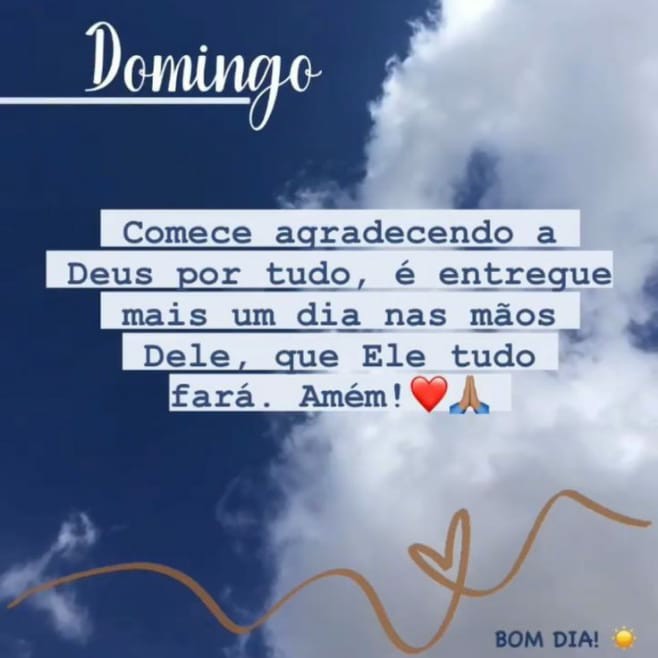 Domingo
Comece agradecendo a
Deus por tudo, é entregue
mais um dia nas mãos
Dele, que Ele tudo
fará. Amém!❤️🙏🏽
BOM DIA! ☀️